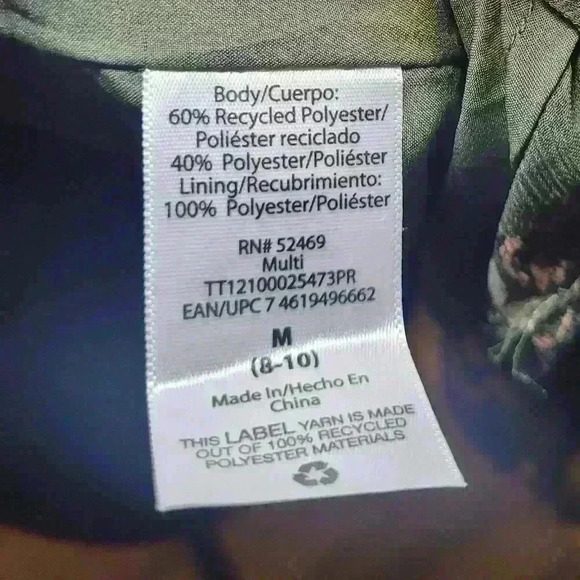 Body/Cuerpo:
60% Recycled Polyester/
Poliéster reciclado
40% Polyester/Poliéster
Lining/Recubrimiento:
100% Polyester/Poliéster
RN# 52469
Multi
TT12100025473PR
EAN/UPC 7 4619496662
M
(8-10)
Made In/Hecho En
China
THIS LABEL YARN IS MADE
OUT OF 100% RECYCLED
POLYESTER MATERIALS